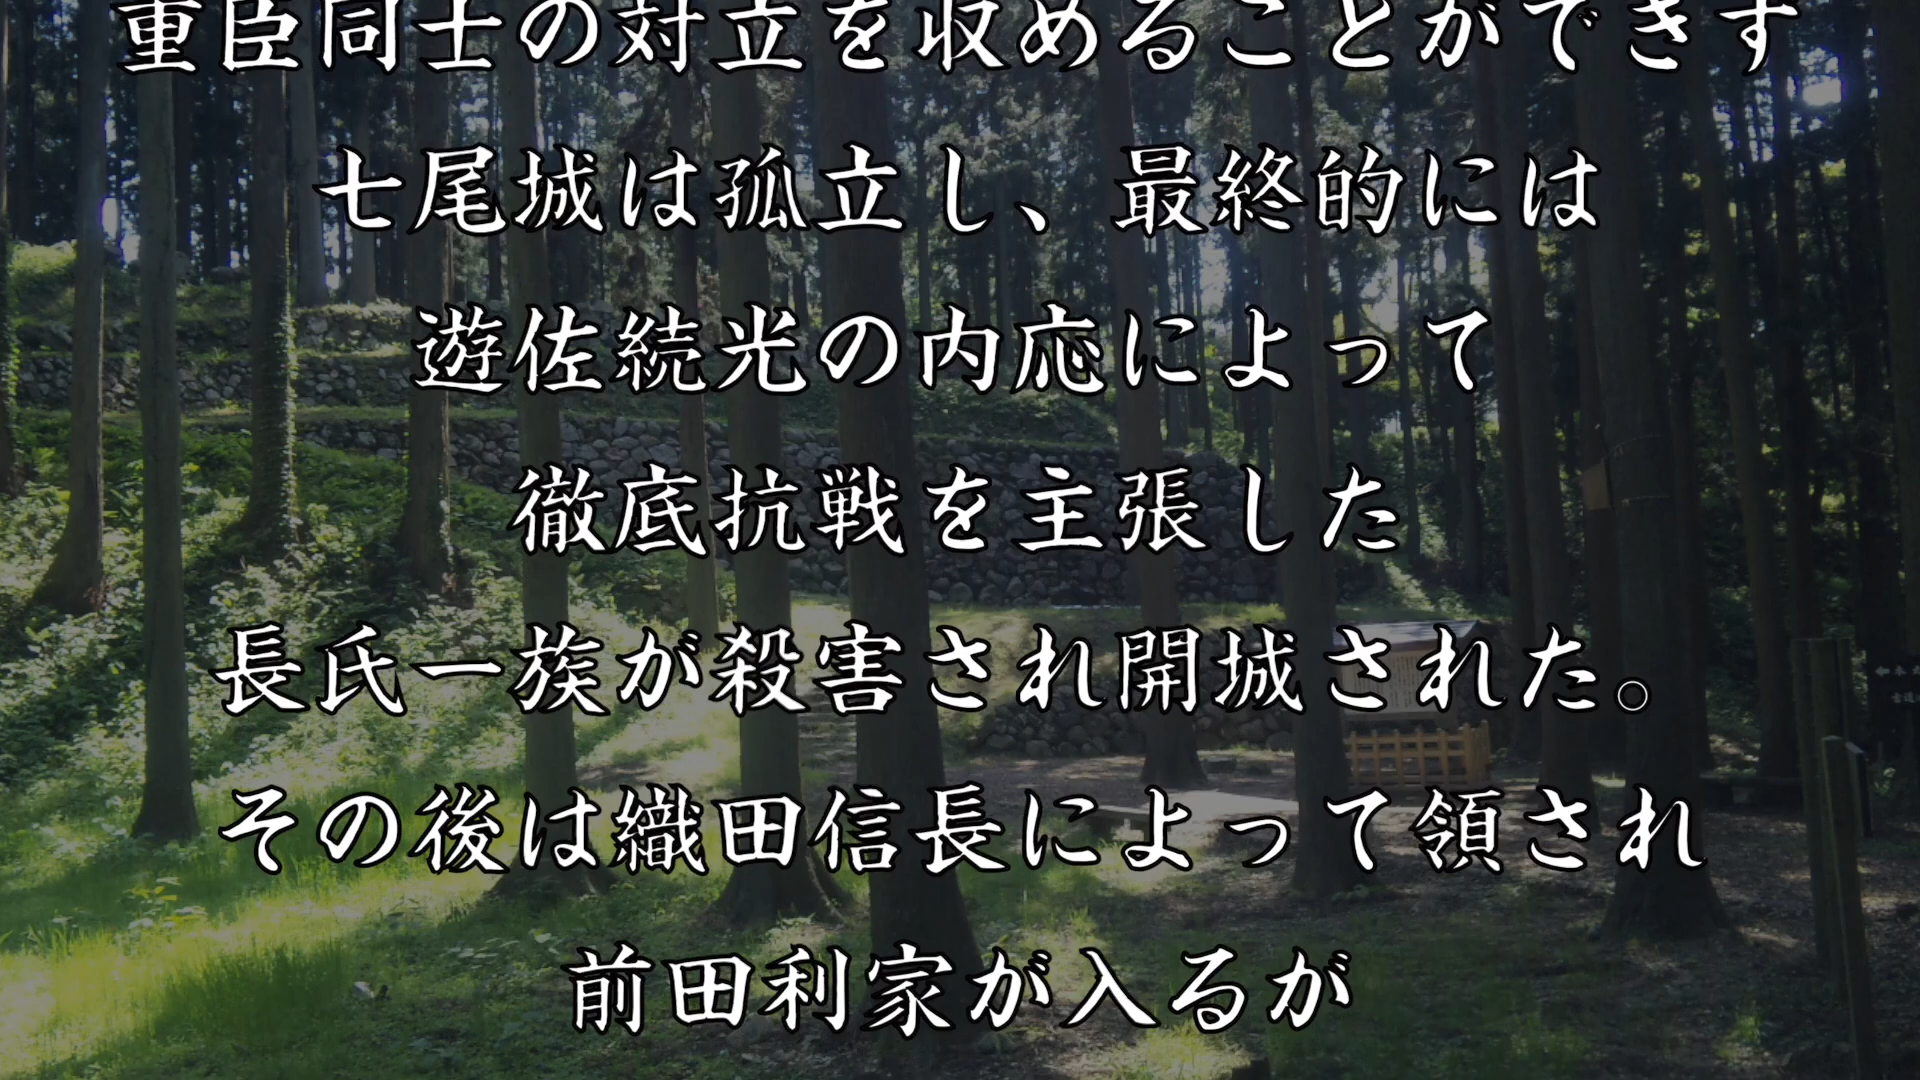 重臣同士の対立を収めることができず
七尾城は孤立し、最終的には
遊佐続光の内応によって
徹底抗戦を主張した
長氏一族が殺害され開城された。
その後は織田信長によって領され
前田利家が入るが